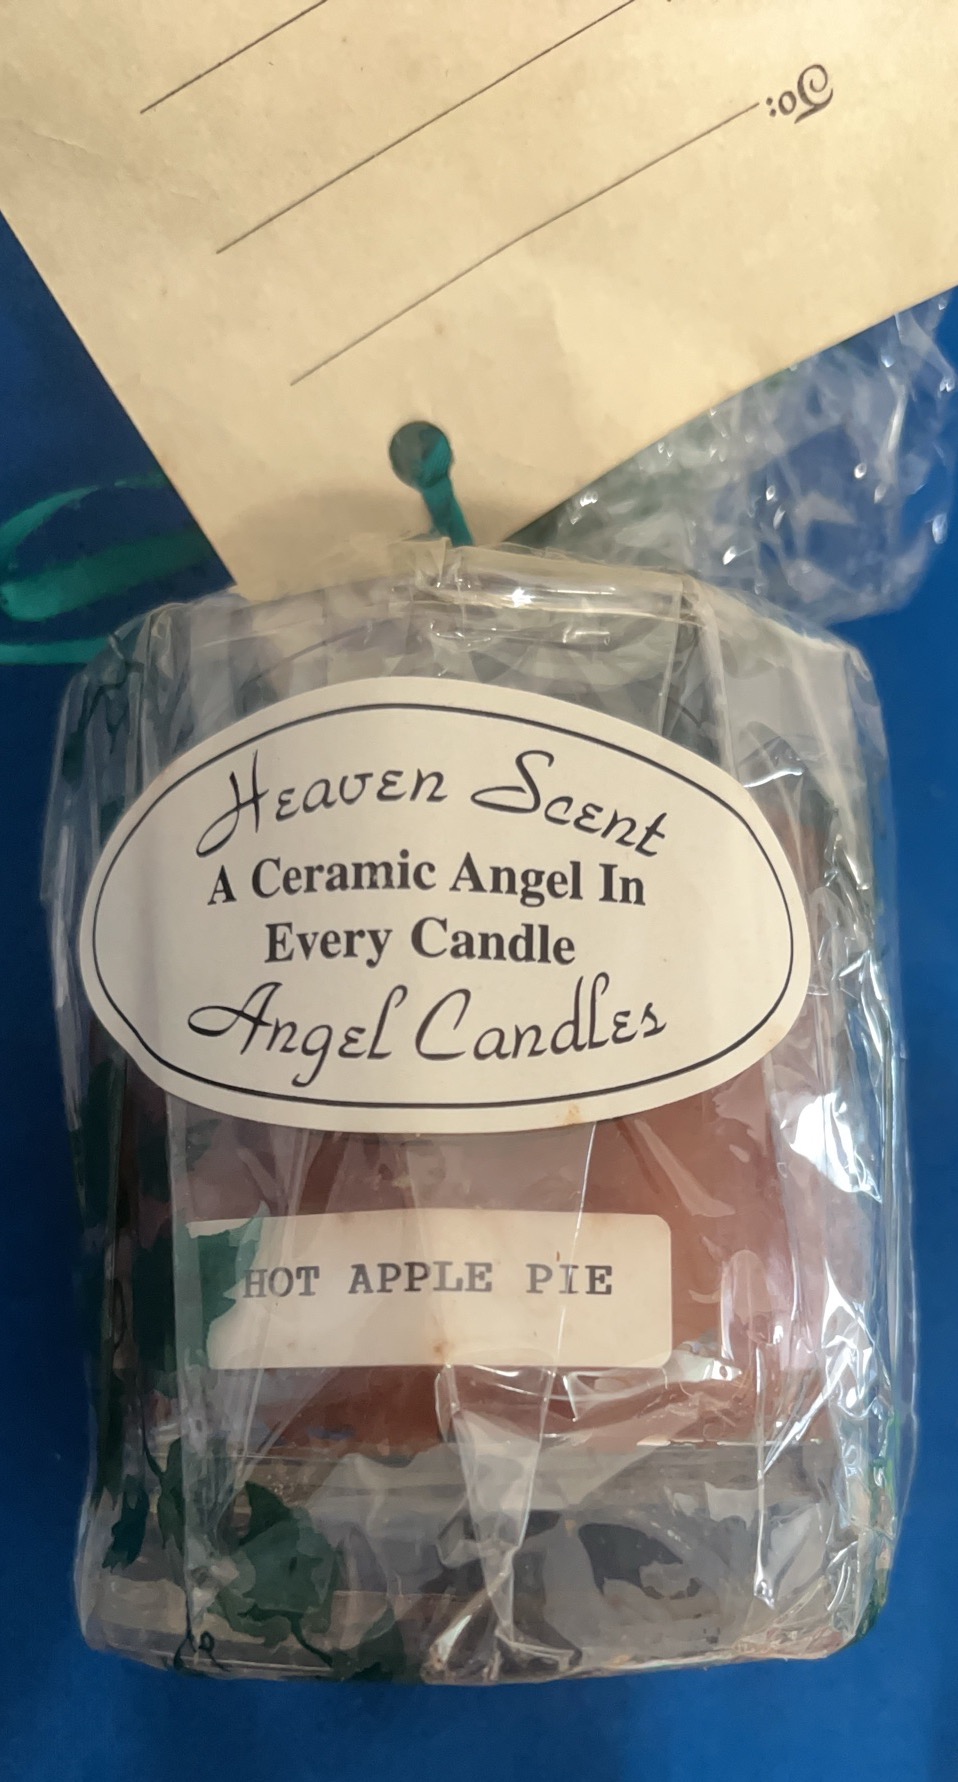 To:
Heaven Scent
A Ceramic Angel In
Every Candle
Angel Candles
HOT APPLE PIE